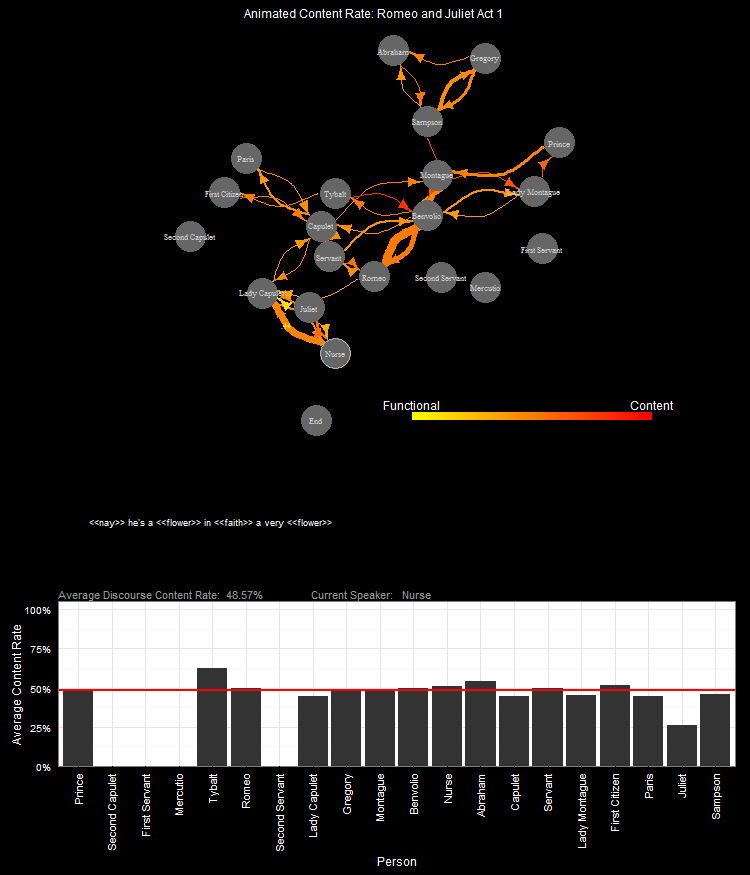 Animated Content Rate: Romeo and Juliet Act 1
Abraham
Gregory
Sampson
Prince
Paris
Montague
First Citizen
Tybalt
Lady Montague
Benvolio
Capulet
Second Capulet
First Servant
Servant
Romeo
Second Servant
Mercutio
Lady Capulet
Juliet
Nurse
Functional
Content
End
<<nay>> he's a <<flower>> in <<faith>> a very <<flower>>
Average Discourse Content Rate: 48.57%
Current Speaker: Nurse
Average Content Rate
100%
75%
50%
25%
0%
Prince
Second Capulet
First Servant
Mercutio
Tybalt
Romeo
Second Servant
Lady Capulet
Gregory
Montague
Benvolio
Nurse
Abraham
Capulet
Servant
Lady Montague
First Citizen
Paris
Juliet
Sampson
Person